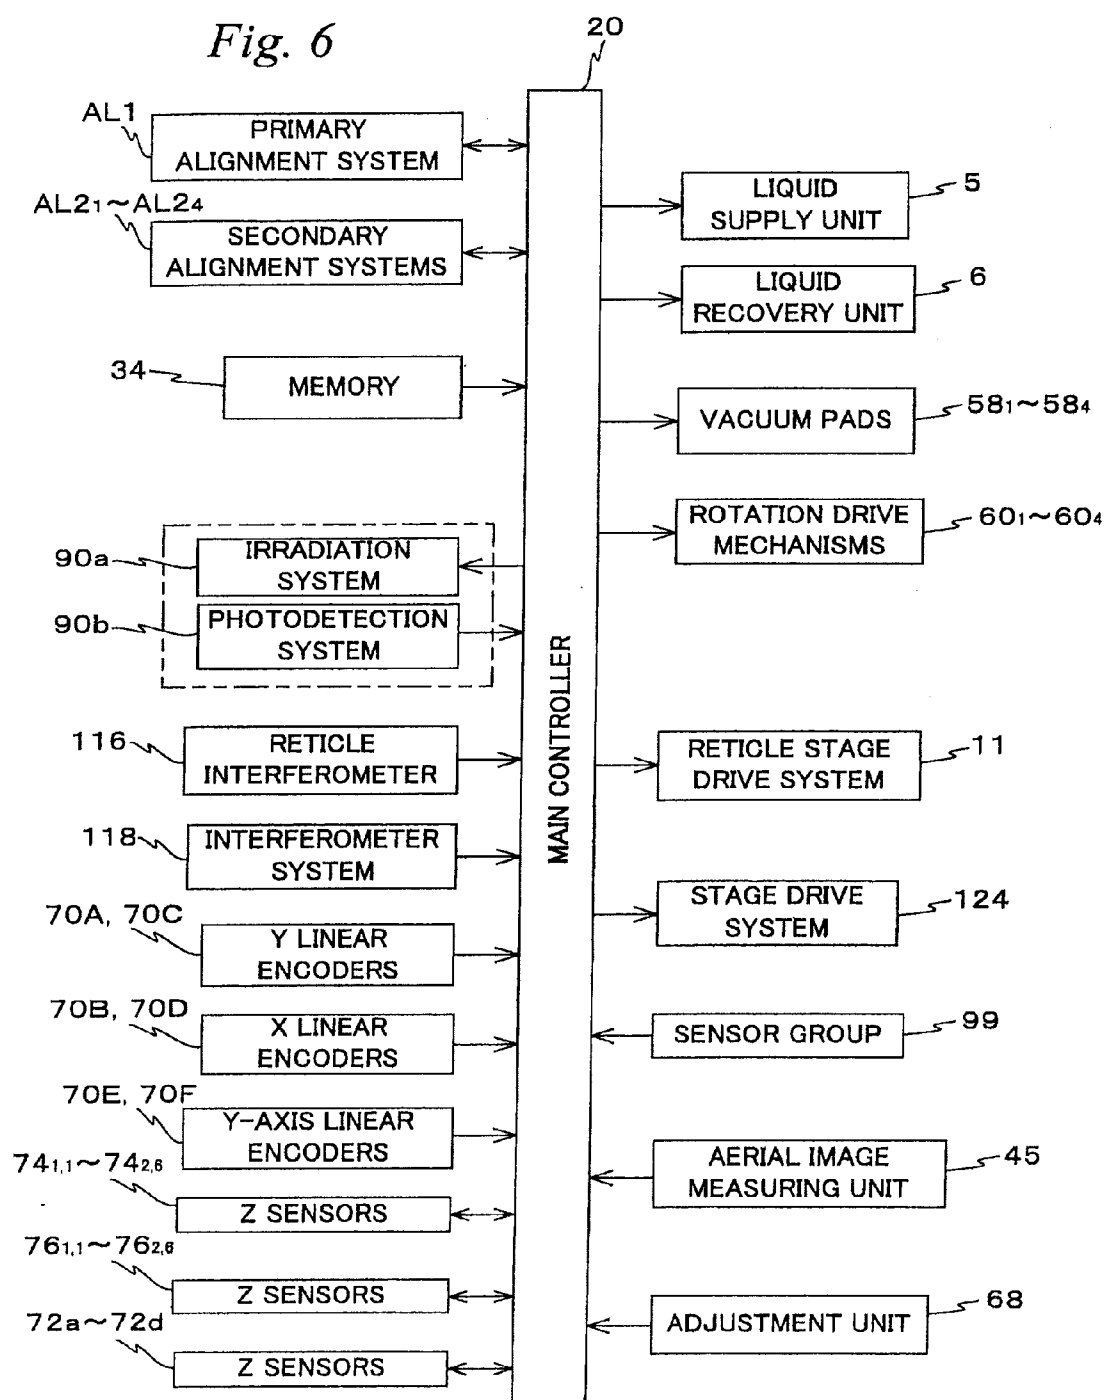 Fig. 6
20
AL1
PRIMARY
ALIGNMENT SYSTEM
AL2₁~AL2₄
SECONDARY
ALIGNMENT SYSTEMS
34
MEMORY
90a
IRRADIATION
SYSTEM
90b
PHOTODETECTION
SYSTEM
116
RETICLE
INTERFEROMETER
118
INTERFEROMETER
SYSTEM
70A, 70C
Y LINEAR
ENCODERS
70B, 70D
X LINEAR
ENCODERS
70E, 70F
Y-AXIS LINEAR
ENCODERS
74₁,₁~74₂,₆
Z SENSORS
76₁,₁~76₂,₆
Z SENSORS
72a~72d
Z SENSORS
MAIN CONTROLLER
LIQUID
SUPPLY UNIT
5
LIQUID
RECOVERY UNIT
6
VACUUM PADS
58₁~58₄
ROTATION DRIVE
MECHANISMS
60₁~60₄
RETICLE STAGE
DRIVE SYSTEM
11
STAGE DRIVE
SYSTEM
124
SENSOR GROUP
99
AERIAL IMAGE
MEASURING UNIT
45
ADJUSTMENT UNIT
68